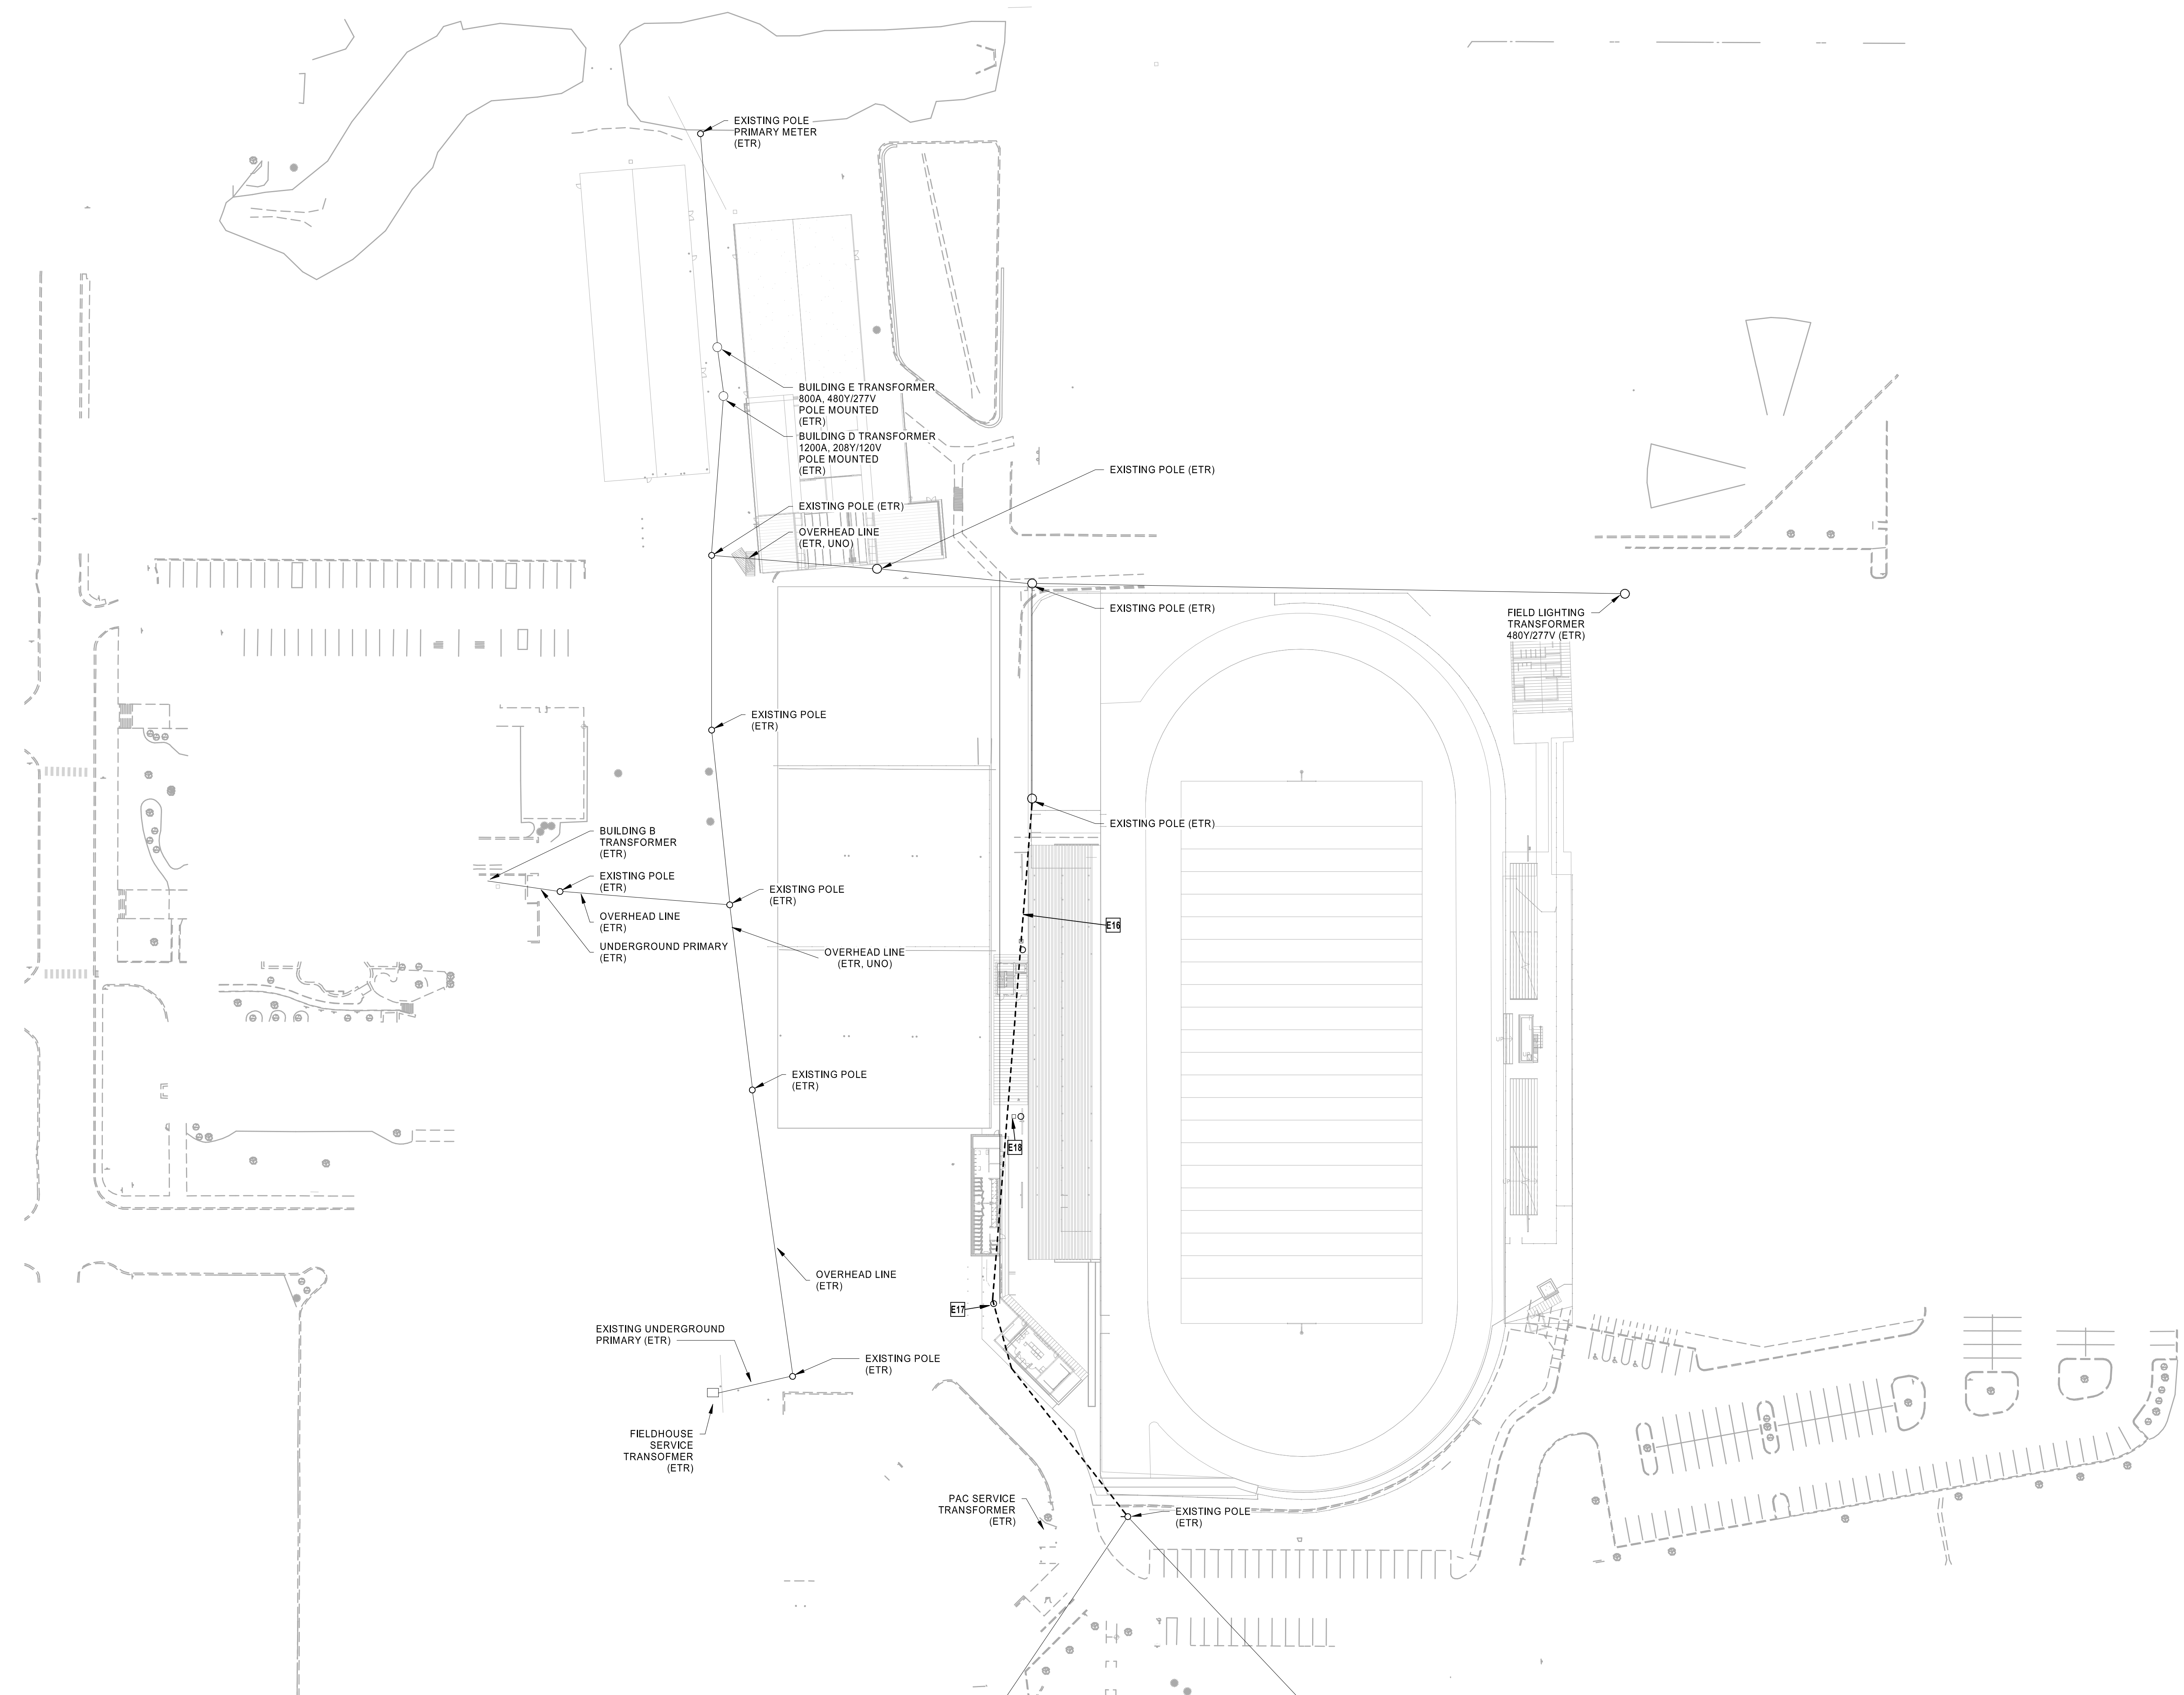 EXISTING POLE
PRIMARY METER
(ETR)
BUILDING E TRANSFORMER
800A, 480Y/277V
POLE MOUNTED
(ETR)
BUILDING D TRANSFORMER
1200A, 208Y/120V
POLE MOUNTED
(ETR)
EXISTING POLE (ETR)
EXISTING POLE (ETR)
OVERHEAD LINE
(ETR, UNO)
EXISTING POLE (ETR)
FIELD LIGHTING
TRANSFORMER
480Y/277V (ETR)
EXISTING POLE
(ETR)
EXISTING POLE (ETR)
BUILDING B
TRANSFORMER
(ETR)
EXISTING POLE
(ETR)
EXISTING POLE
(ETR)
OVERHEAD LINE
(ETR)
E16
UNDERGROUND PRIMARY
(ETR)
OVERHEAD LINE
(ETR, UNO)
EXISTING POLE
(ETR)
E18
OVERHEAD LINE
(ETR)
E17
EXISTING UNDERGROUND
PRIMARY (ETR)
EXISTING POLE
(ETR)
FIELDHOUSE
SERVICE
TRANSOFMER
(ETR)
PAC SERVICE
TRANSFORMER
(ETR)
EXISTING POLE
(ETR)